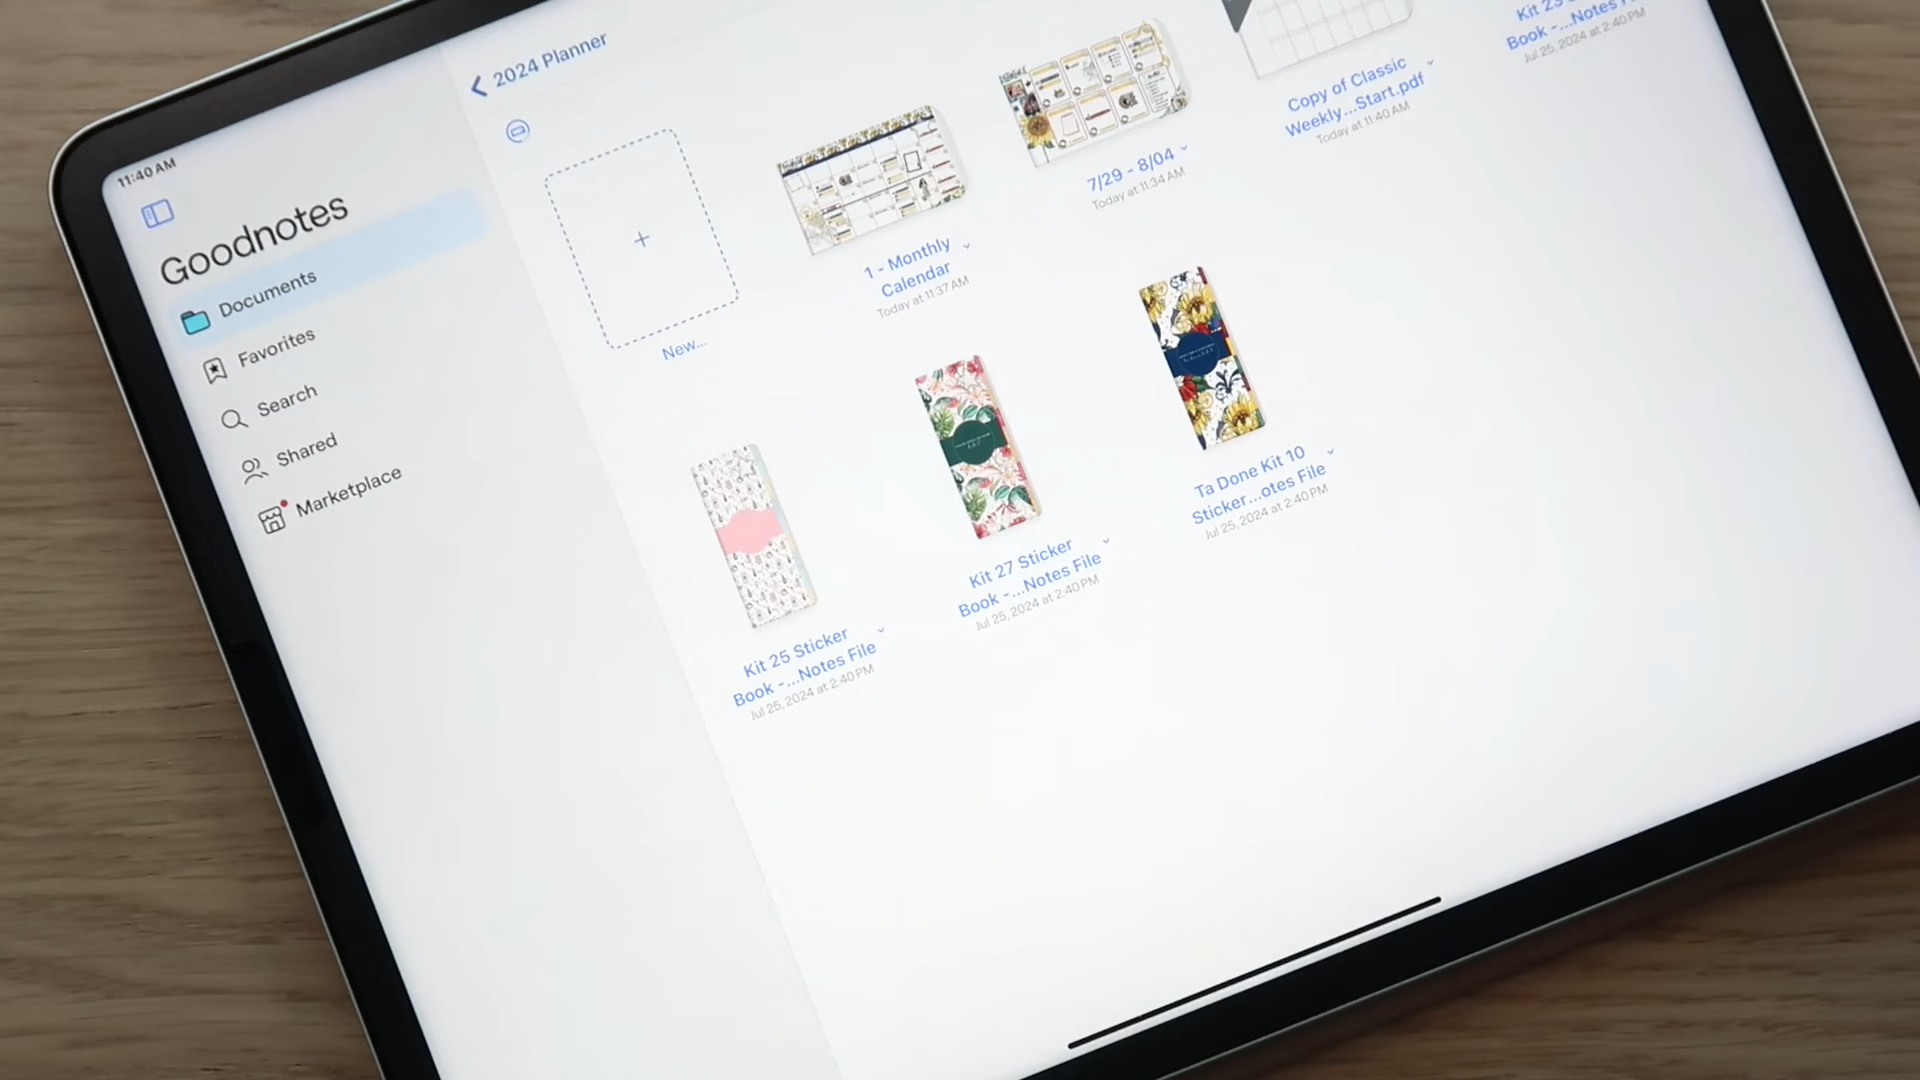 11:40 AM
Goodnotes
Documents
Favorites
Search
Shared
Marketplace
2024 Planner
New...
1 - Monthly
Calendar
Today at 11:37 AM
7/29 - 8/04
Today at 11:34 AM
Copy of Classic
Weekly...Start.pdf
Today at 11:40 AM
Kit 23
Book -...Notes
Jul 25, 2024 at 2:40 PM
Kit 25 Sticker
Book -...Notes File
Jul 25, 2024 at 2:40 PM
Kit 27 Sticker
Book -...Notes File
Jul 25, 2024 at 2:40 PM
Ta Done Kit 10
Sticker...otes File
Jul 25, 2024 at 2:40 PM